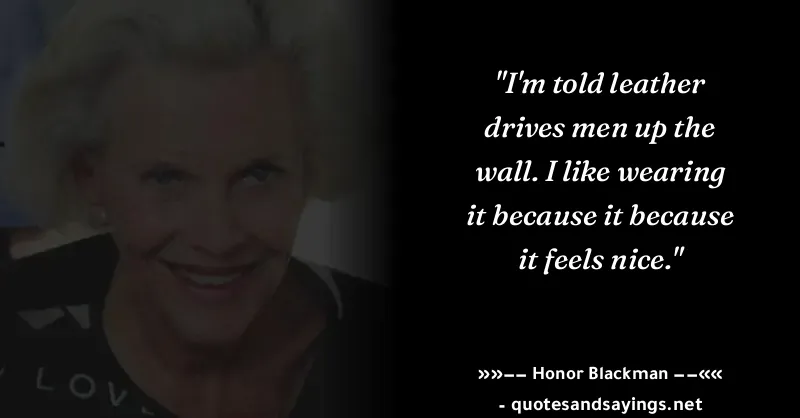 "I'm told leather
drives men up the
wall. I like wearing
it because it because
it feels nice."
»»−− Honor Blackman −−««
- quotesandsayings.net
LOV